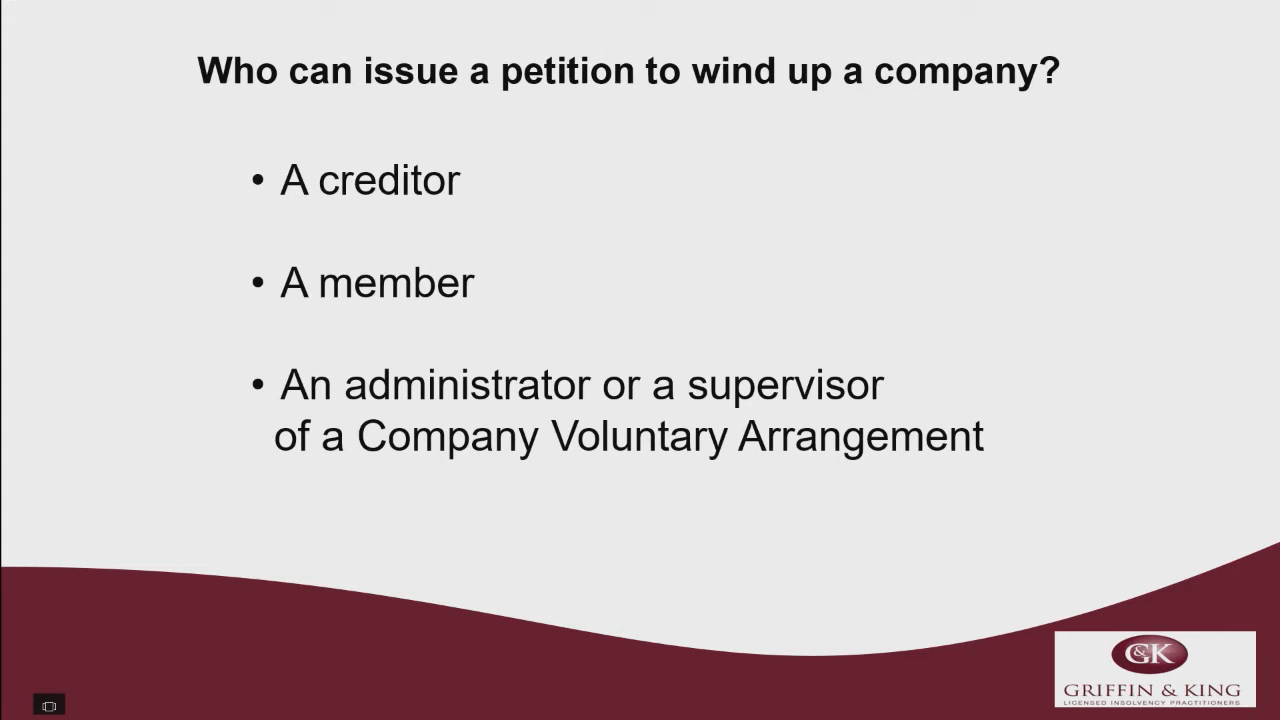 Who can issue a petition to wind up a company?
• A creditor
• A member
• An administrator or a supervisor
of a Company Voluntary Arrangement
G&K
GRIFFIN & KING
LICENSED INSOLVENCY PRACTITIONERS